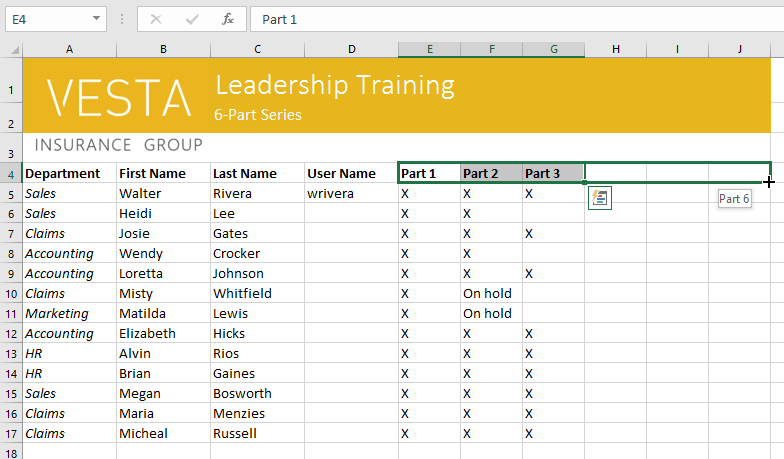 E4 fx Part 1
A B C D E F G H I J
1 VESTA Leadership Training
2 6-Part Series
3 INSURANCE GROUP
4 Department First Name Last Name User Name Part 1 Part 2 Part 3
5 Sales Walter Rivera wrivera X X X Part 6
6 Sales Heidi Lee X X
7 Claims Josie Gates X X X
8 Accounting Wendy Crocker X X
9 Accounting Loretta Johnson X X X
10 Claims Misty Whitfield X On hold
11 Marketing Matilda Lewis X On hold
12 Accounting Elizabeth Hicks X X X
13 HR Alvin Rios X X X
14 HR Brian Gaines X X X
15 Sales Megan Bosworth X X X
16 Claims Maria Menzies X X X
17 Claims Micheal Russell X X X
18